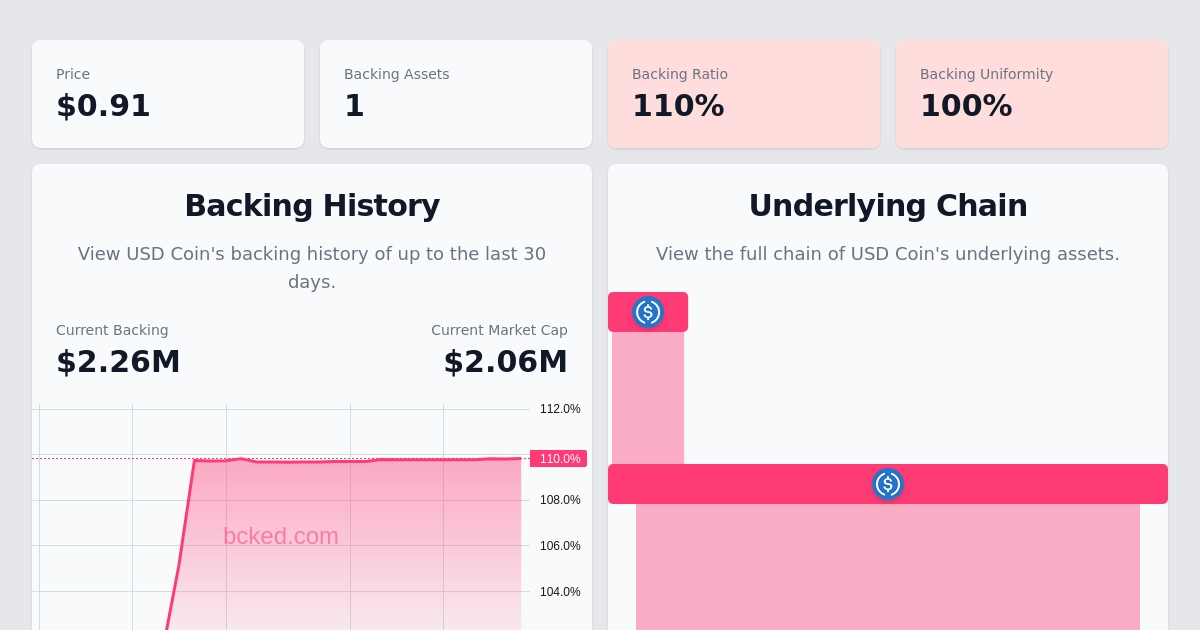 Price
$0.91
Backing Assets
1
Backing Ratio
110%
Backing Uniformity
100%
Backing History
View USD Coin's backing history of up to the last 30
days.
Current Backing
$2.26M
Current Market Cap
$2.06M
112.0%
110.0%
108.0%
106.0%
104.0%
bcked.com
Underlying Chain
View the full chain of USD Coin's underlying assets.